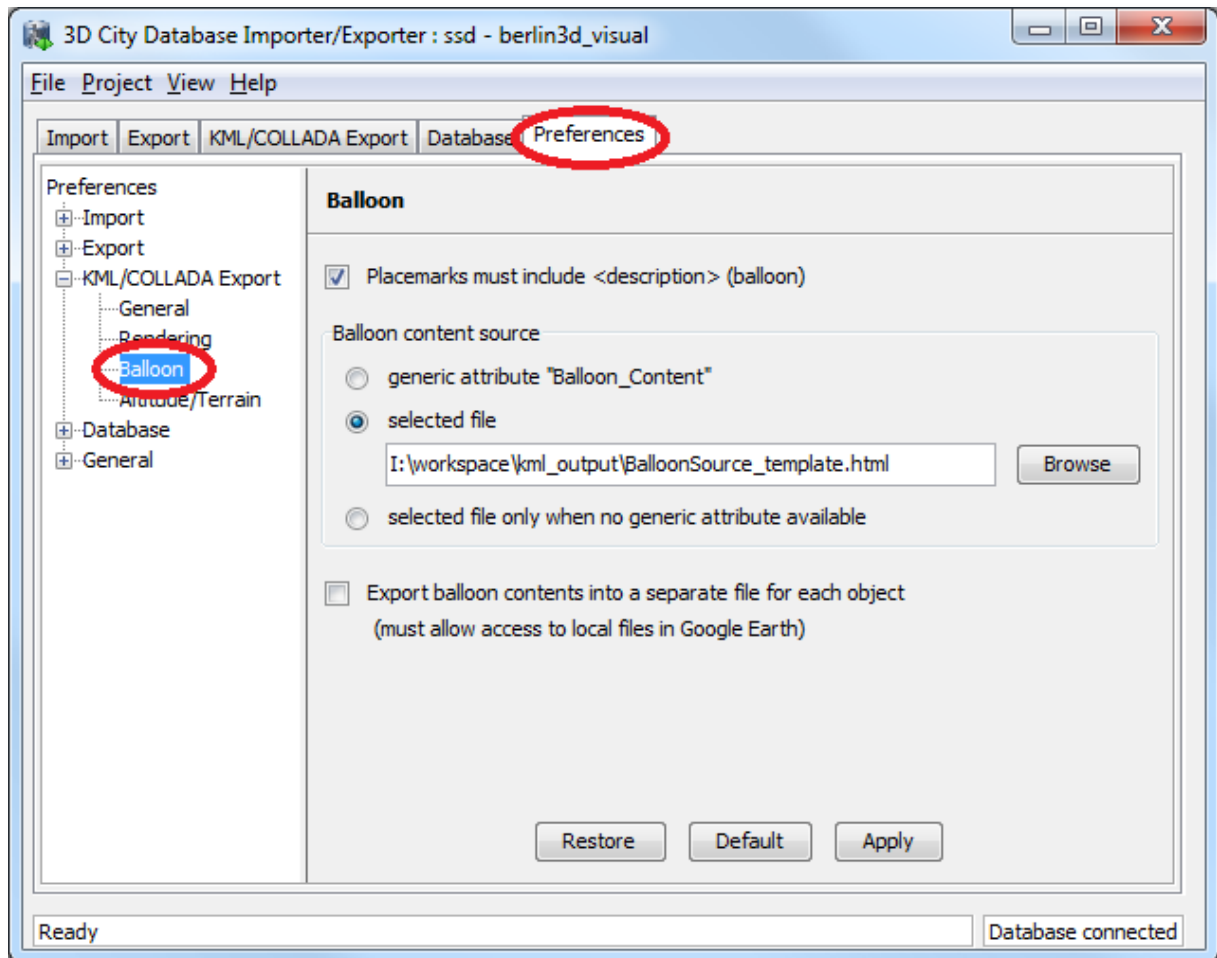 3D City Database Importer/Exporter : ssd - berlin3d_visual
File Project View Help
Import Export KML/COLLADA Export Database Preferences
Preferences
Import
Export
KML/COLLADA Export
General
Rendering
Balloon
Altitude/Terrain
Database
General
Balloon
Placemarks must include <description> (balloon)
Balloon content source
generic attribute "Balloon_Content"
selected file
I:\workspace\kml_output\BalloonSource_template.html Browse
selected file only when no generic attribute available
Export balloon contents into a separate file for each object
(must allow access to local files in Google Earth)
Restore Default Apply
Ready Database connected